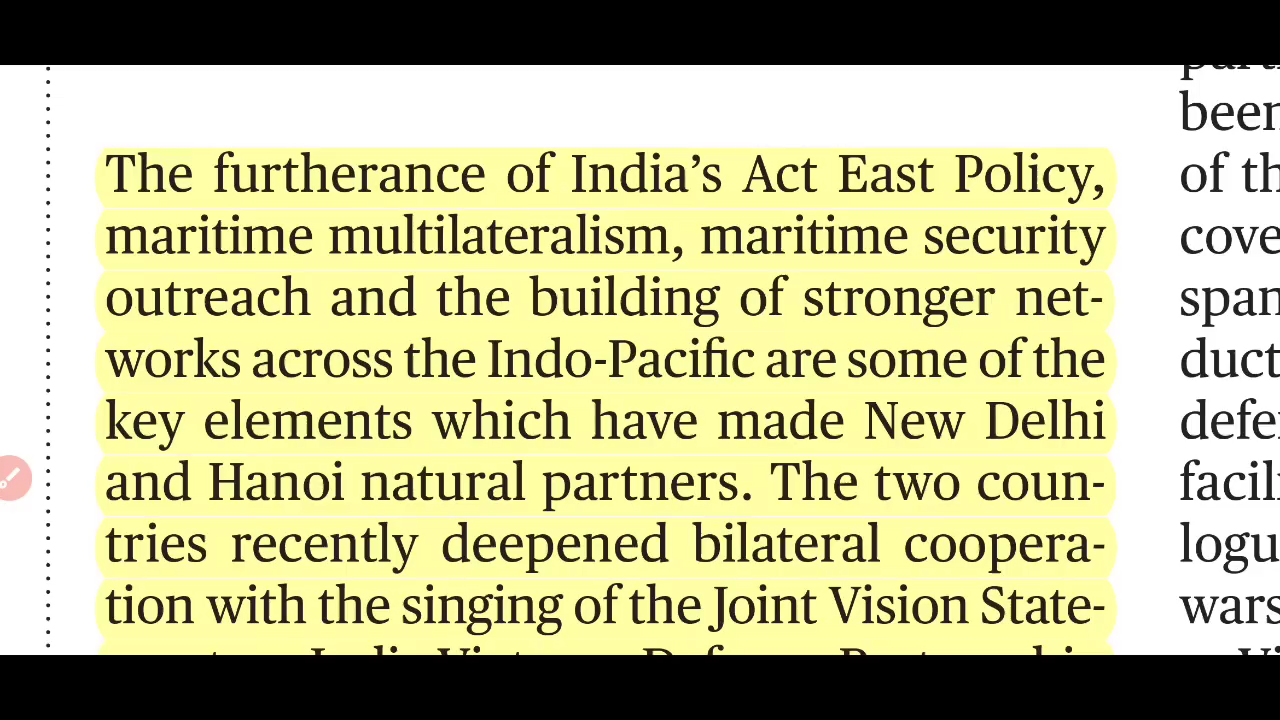 The furtherance of India's Act East Policy,
maritime multilateralism, maritime security
outreach and the building of stronger net-
works across the Indo-Pacific are some of the
key elements which have made New Delhi
and Hanoi natural partners. The two coun-
tries recently deepened bilateral coopera-
tion with the singing of the Joint Vision State-
been
of th
cove
span
duct
defe
facili
logu
wars